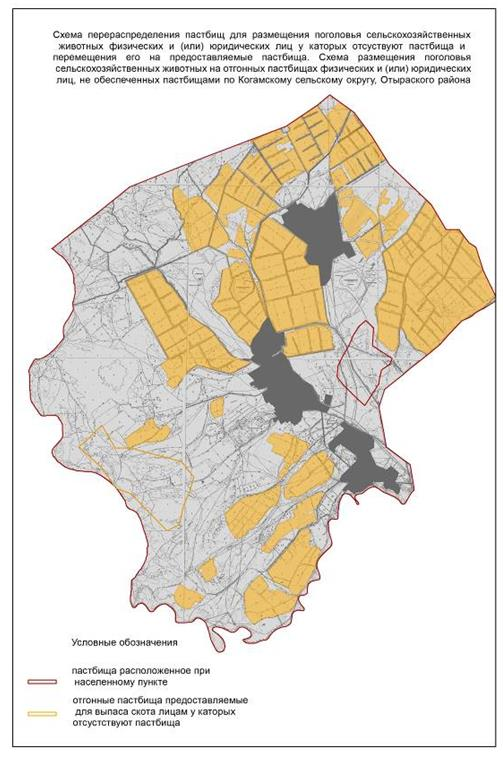 Схема перераспределения пастбищ для размещения поголовья сельскохозяйственных
животных физических и (или) юридических лиц у каторых отсуствуют пастбища и
перемещения его на предоставляемые пастбища. Схема размещения поголовья
сельскохозяйственных животных на отгонных пастбищах физических и (или) юридических
лиц, не обеспеченных пастбищами по Когамскому сельскому округу, Отыраского района
Условные обозначения
пастбища расположенное при
населенному пункте
отгонные пастбища предоставляемые
для выпаса скота лицам у каторых
отсустствуют пастбища